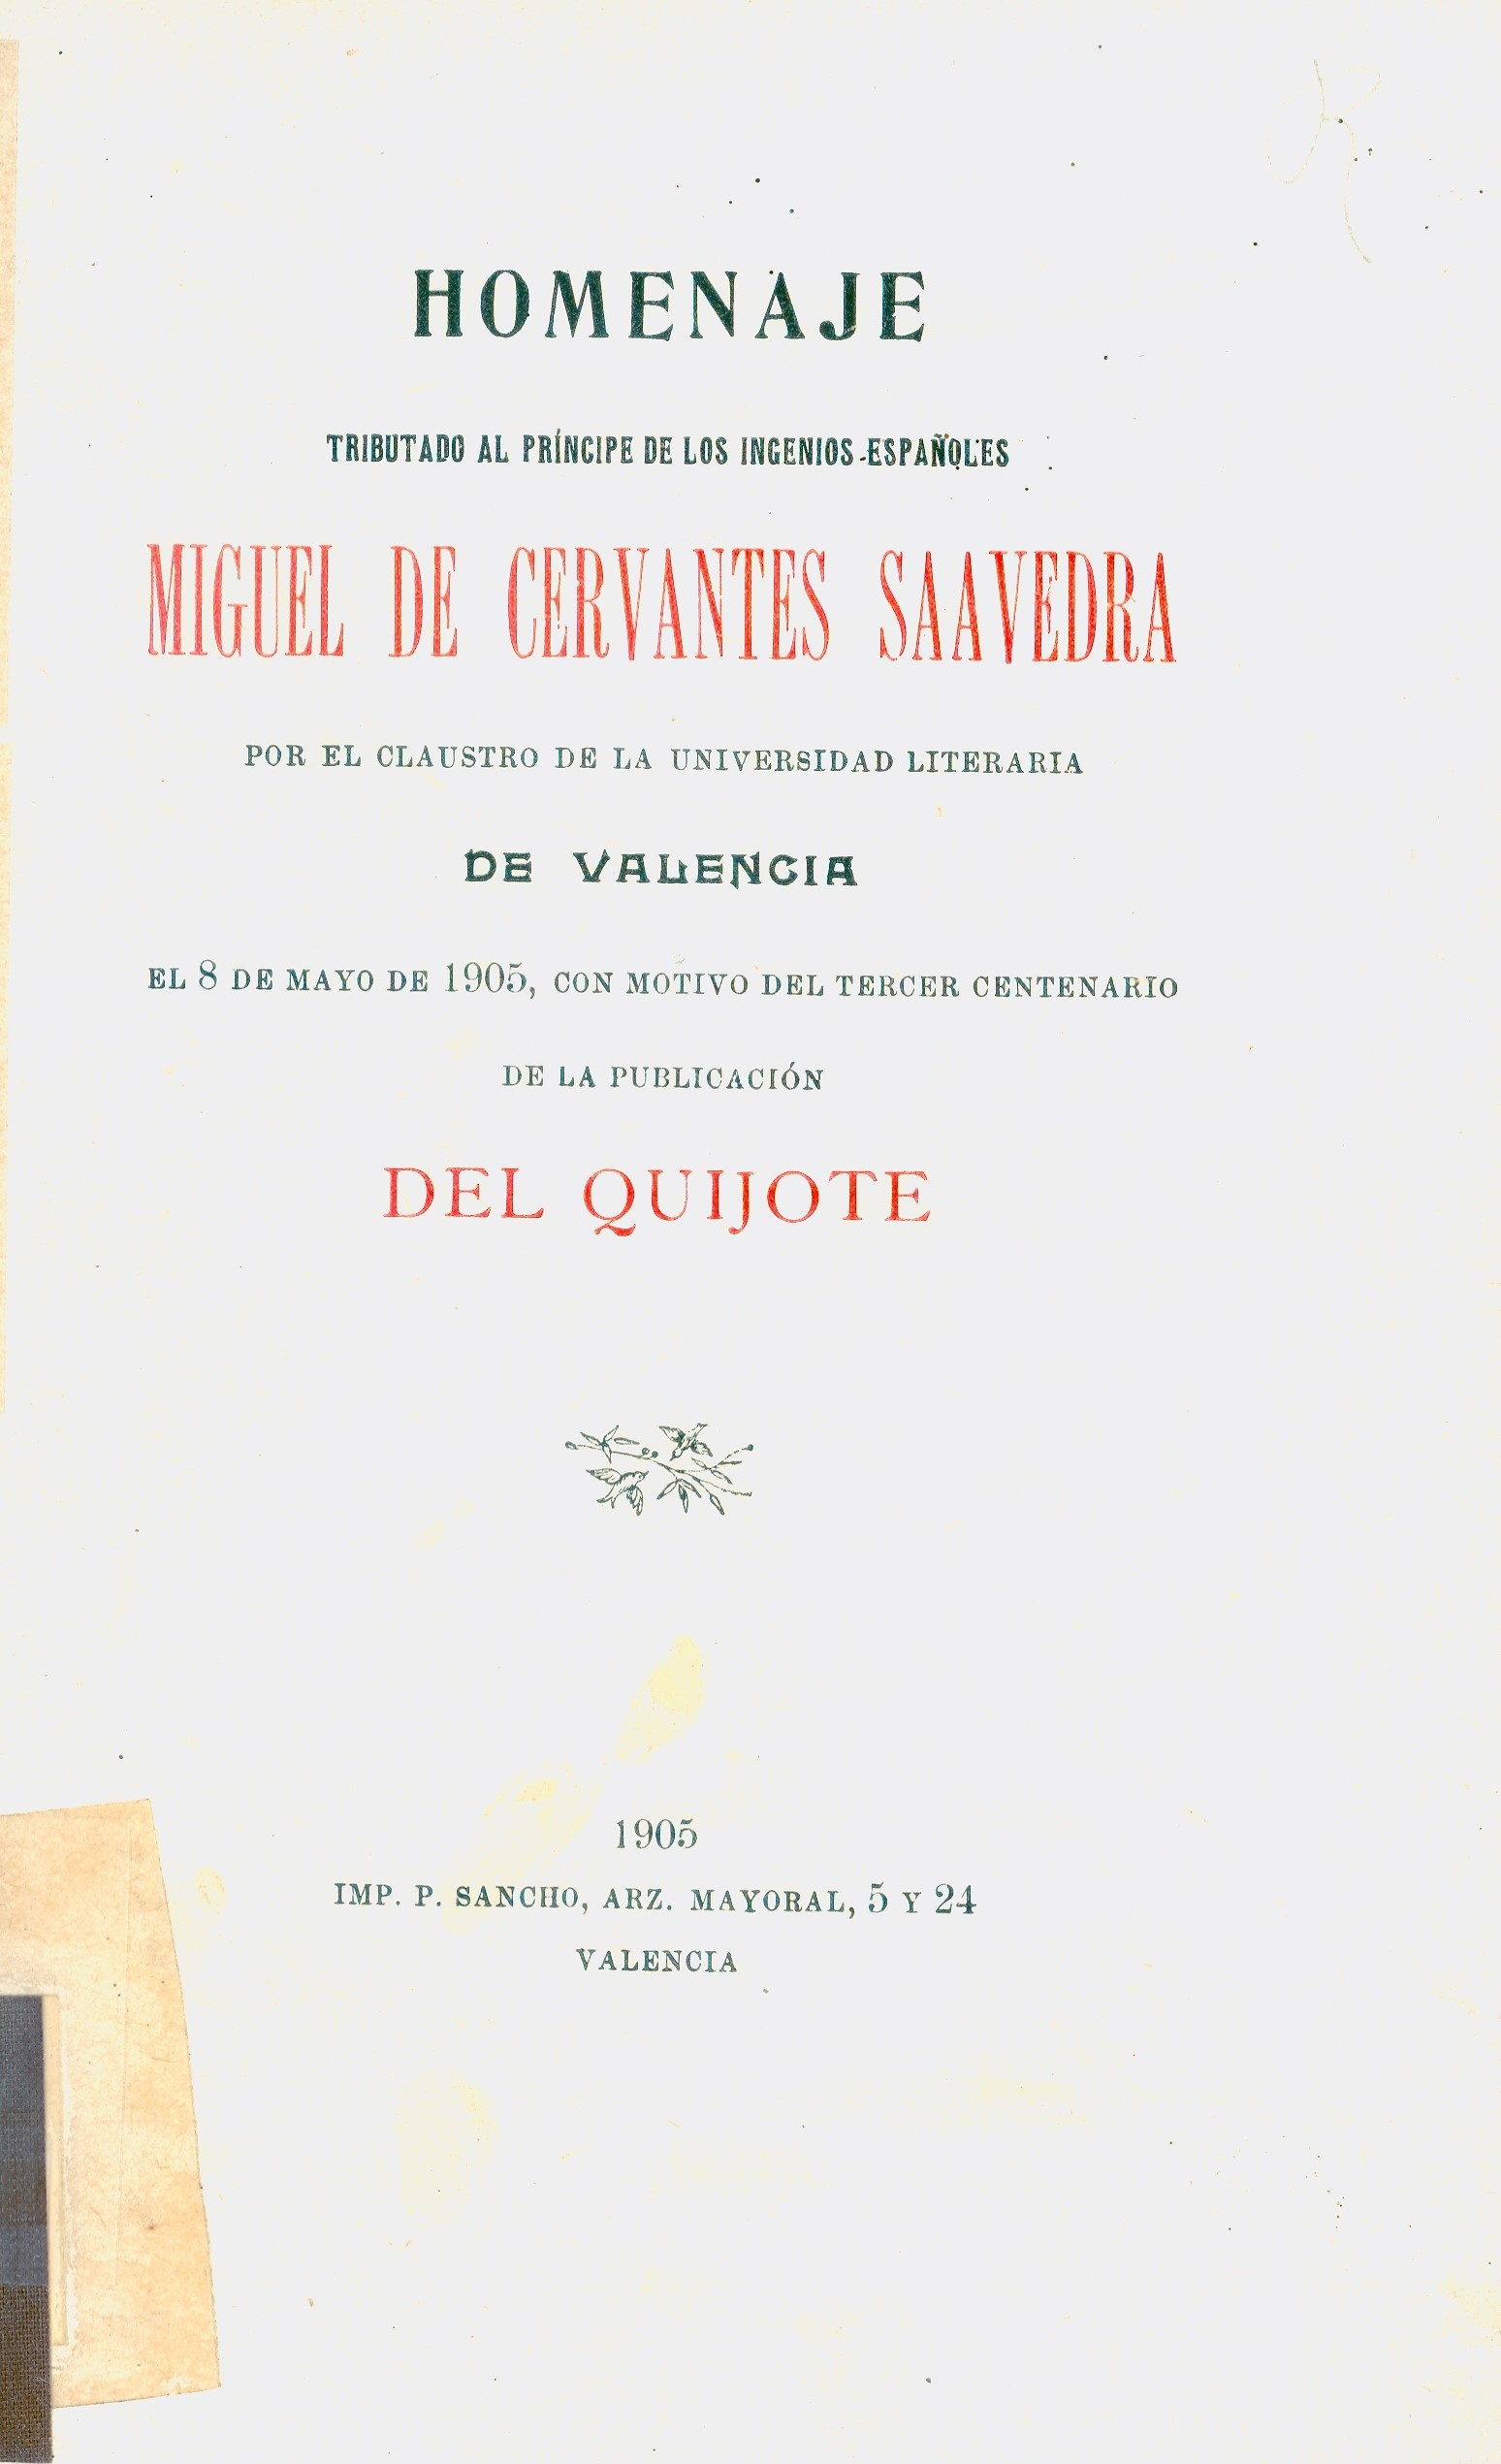 HOMENAJE
TRIBUTADO AL PRÍNCIPE DE LOS INGENIOS ESPAÑOLES
MIGUEL DE CERVANTES SAAVEDRA
POR EL CLAUSTRO DE LA UNIVERSIDAD LITERARIA
DE VALENCIA
EL 8 DE MAYO DE 1905, CON MOTIVO DEL TERCER CENTENARIO
DE LA PUBLICACIÓN
DEL QUIJOTE
1905
IMP. P. SANCHO, ARZ. MAYORAL, 5 Y 24
VALENCIA